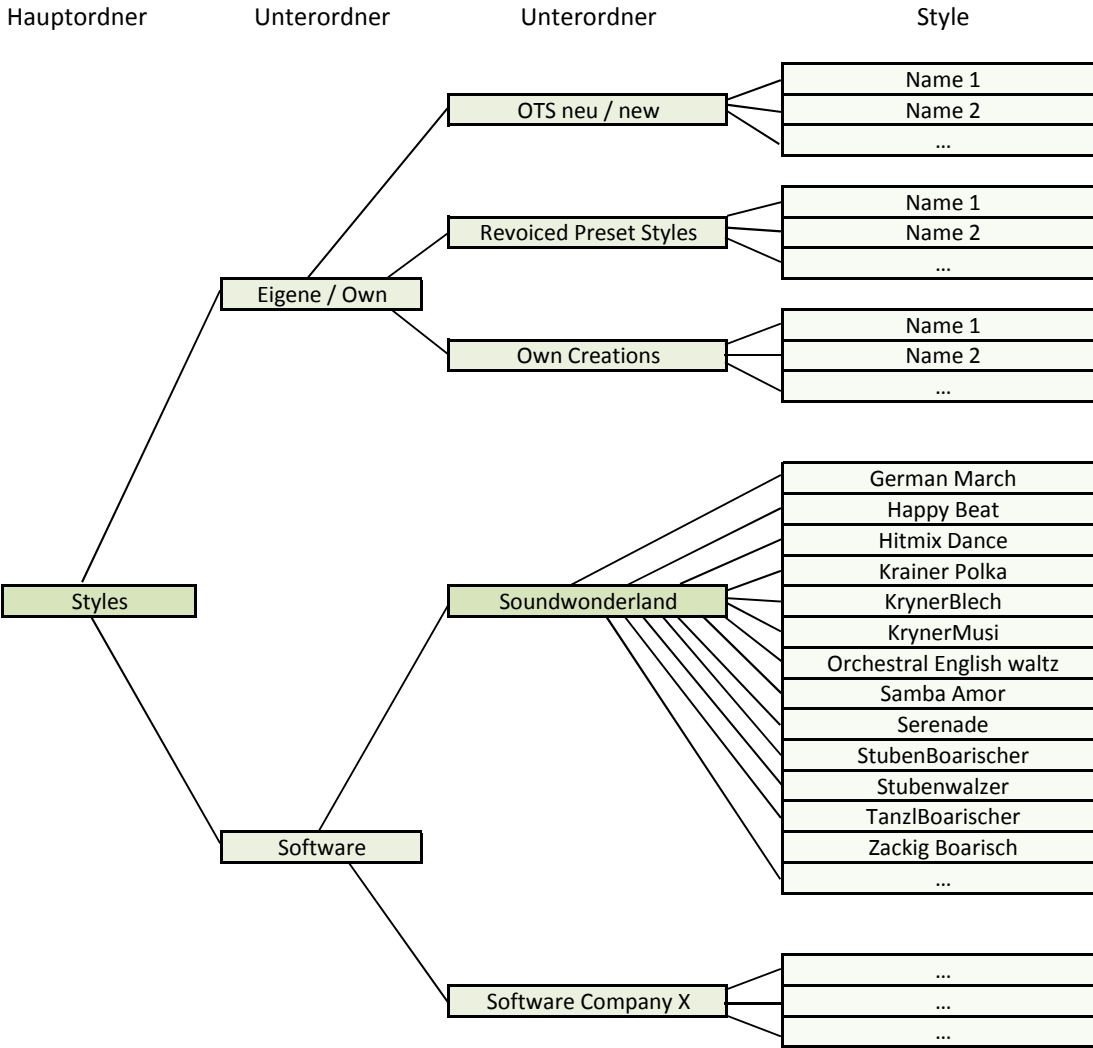 Hauptordner Unterordner Unterordner Style
Name 1
OTS neu / new Name 2
...
Name 1
Revoiced Preset Styles Name 2
...
Eigene / Own
Name 1
Own Creations Name 2
...
German March
Happy Beat
Hitmix Dance
Krainer Polka
Styles Soundwonderland KrynerBlech
KrynerMusi
Orchestral English waltz
Samba Amor
Serenade
StubenBoarischer
Stubenwalzer
TanzlBoarischer
Software Zackig Boarisch
...
...
Software Company X ...
...